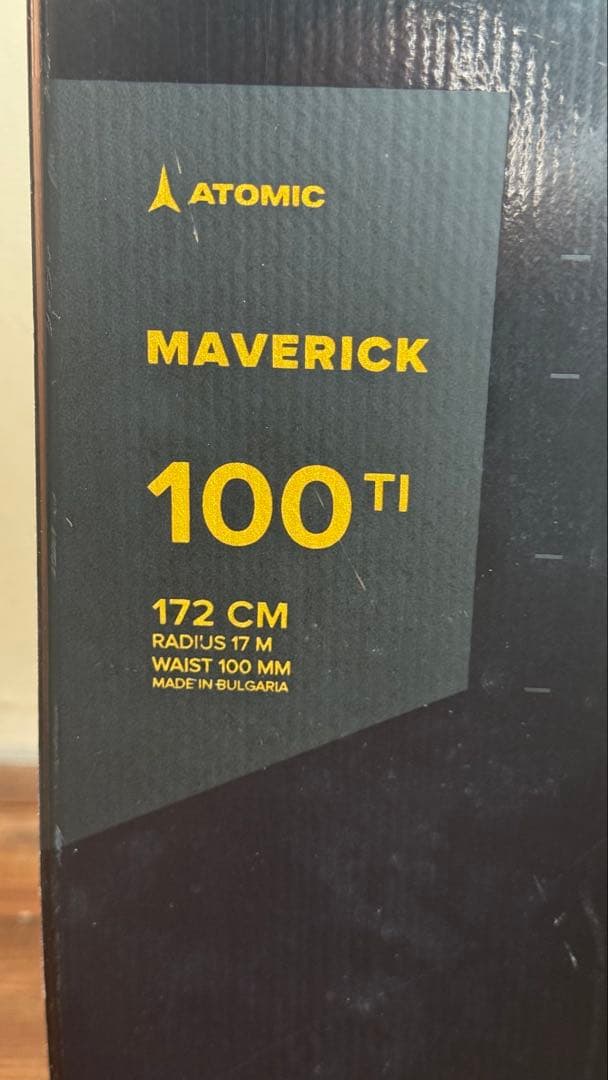 ATOMIC
MAVERICK
100 TI
172 CM
RADIUS 17 M
WAIST 100 MM
MADE IN BULGARIA